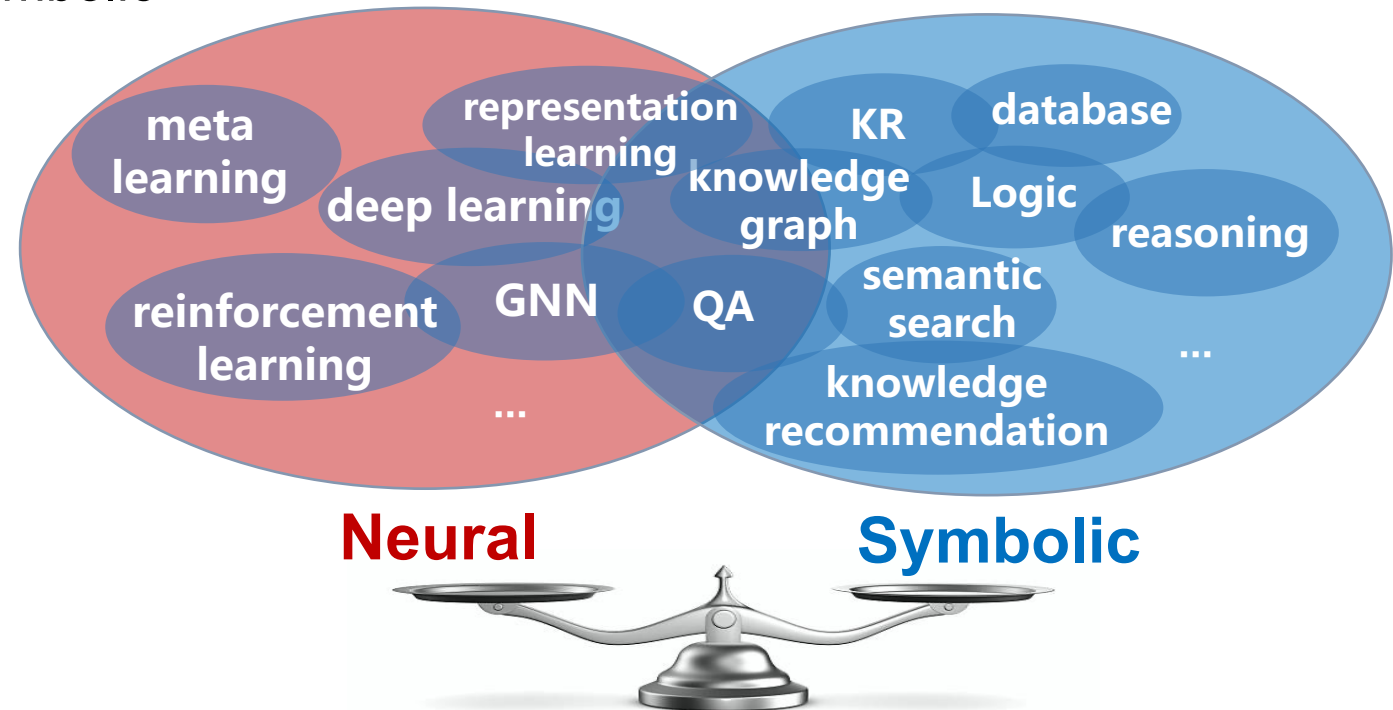 meta
learning
representation
learning
deep learning
reinforcement
learning
GNN
...
KR
database
knowledge
graph
Logic
reasoning
QA
semantic
search
...
knowledge
recommendation
Neural
Symbolic